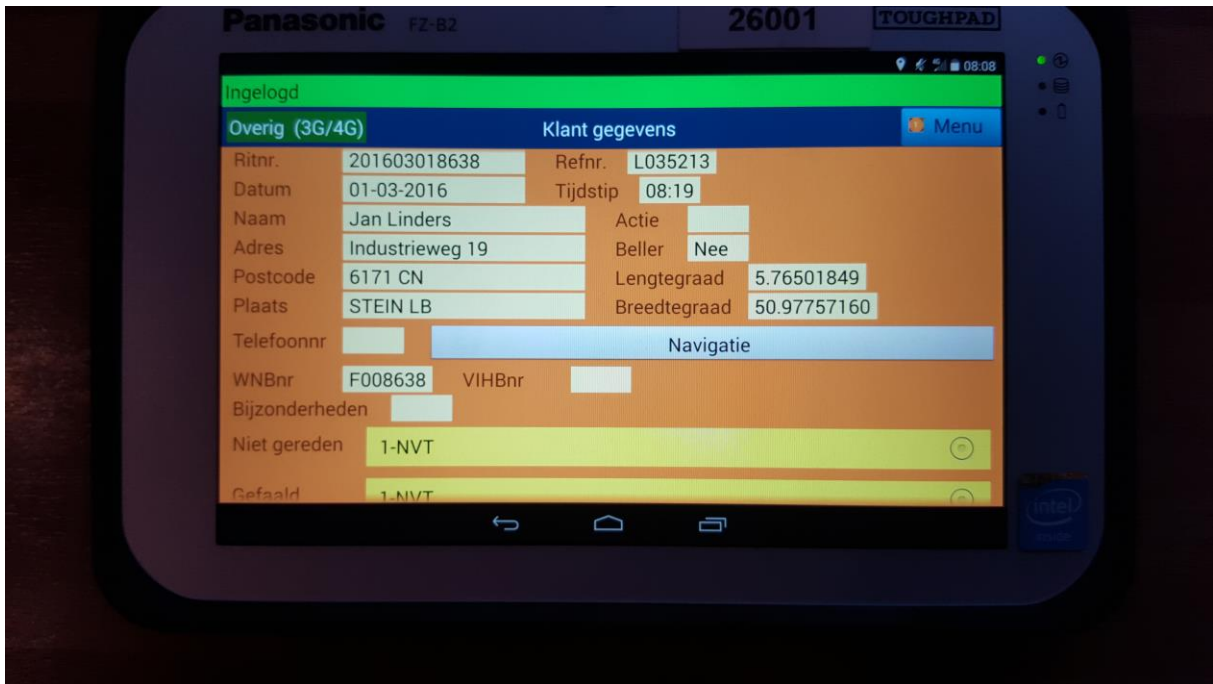 Panasonic FZ-B2 26001 TOUGHPAD
08:08
Ingelogd
Overig (3G/4G) Klant gegevens Menu
Ritnr. 201603018638 Refnr. L035213
Datum 01-03-2016 Tijdstip 08:19
Naam Jan Linders Actie
Adres Industrieweg 19 Beller Nee
Postcode 6171 CN Lengtegraad 5.76501849
Plaats STEIN LB Breedtegraad 50.97757160
Telefoonnr Navigatie
WNBnr F008638 VIHBnr
Bijzonderheden
Niet gereden 1-NVT
Gefaald 1-NVT
intel
inside